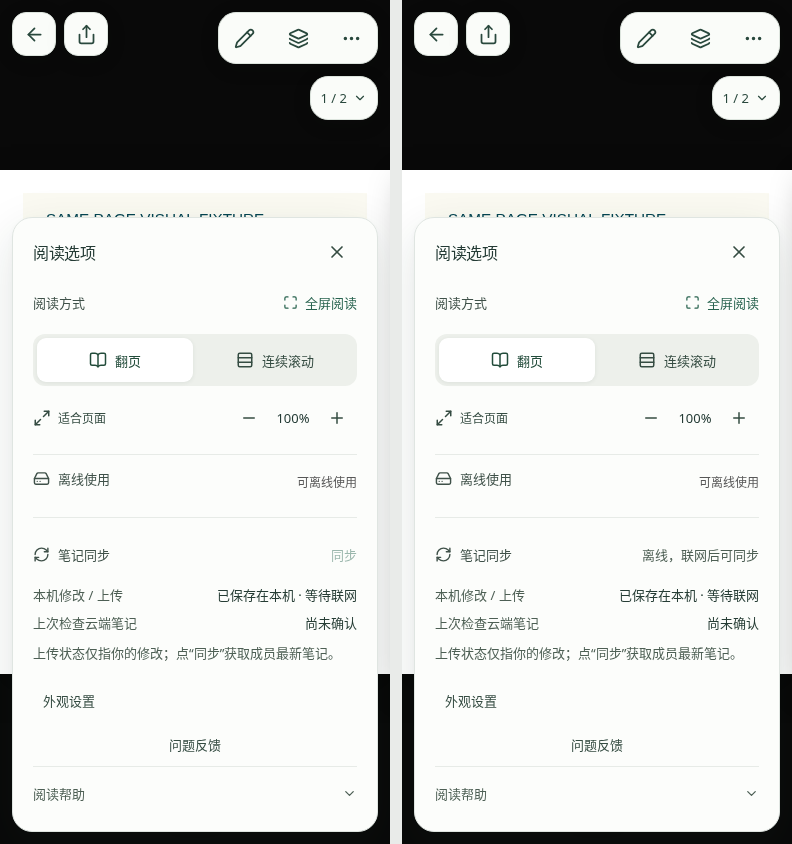 1 / 2
SAME PAGE VISUAL FIXTURE
阅读选项
阅读方式 全屏阅读
翻页 连续滚动
适合页面 100%
离线使用 可离线使用
笔记同步 同步
本机修改 / 上传 已保存在本机 · 等待联网
上次检查云端笔记 尚未确认
上传状态仅指你的修改；点“同步”获取成员最新笔记。
外观设置
问题反馈
阅读帮助
1 / 2
SAME PAGE VISUAL FIXTURE
阅读选项
阅读方式 全屏阅读
翻页 连续滚动
适合页面 100%
离线使用 可离线使用
笔记同步 离线，联网后可同步
本机修改 / 上传 已保存在本机 · 等待联网
上次检查云端笔记 尚未确认
上传状态仅指你的修改；点“同步”获取成员最新笔记。
外观设置
问题反馈
阅读帮助